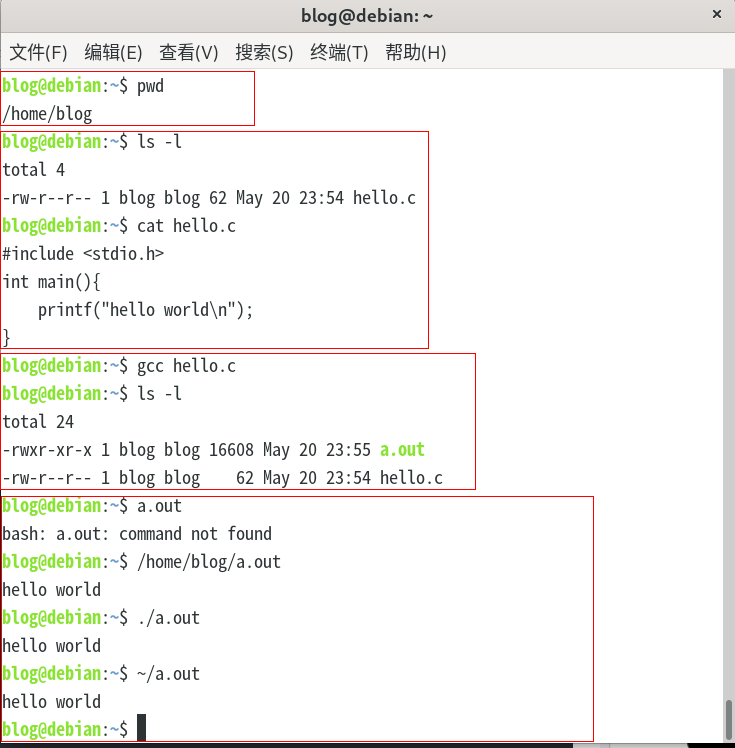 blog@debian: ~ ×
文件(F) 编辑(E) 查看(V) 搜索(S) 终端(T) 帮助(H)
blog@debian:~$ pwd
/home/blog
blog@debian:~$ ls -l
total 4
-rw-r--r-- 1 blog blog 62 May 20 23:54 hello.c
blog@debian:~$ cat hello.c
#include <stdio.h>
int main(){
    printf("hello world\n");
}
blog@debian:~$ gcc hello.c
blog@debian:~$ ls -l
total 24
-rwxr-xr-x 1 blog blog 16608 May 20 23:55 a.out
-rw-r--r-- 1 blog blog    62 May 20 23:54 hello.c
blog@debian:~$ a.out
bash: a.out: command not found
blog@debian:~$ /home/blog/a.out
hello world
blog@debian:~$ ./a.out
hello world
blog@debian:~$ ~/a.out
hello world
blog@debian:~$